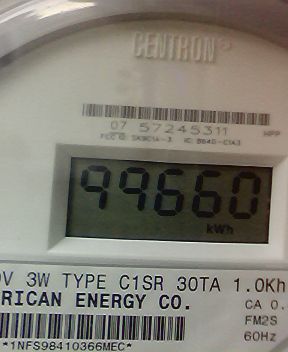 CENTRON®
07 57245311 HPP
99660
kWh
V 3W TYPE C1SR 30TA 1.0Kh
RICAN ENERGY CO.
CA 0.
FM2S
60Hz
*1NFS98410366MEC*